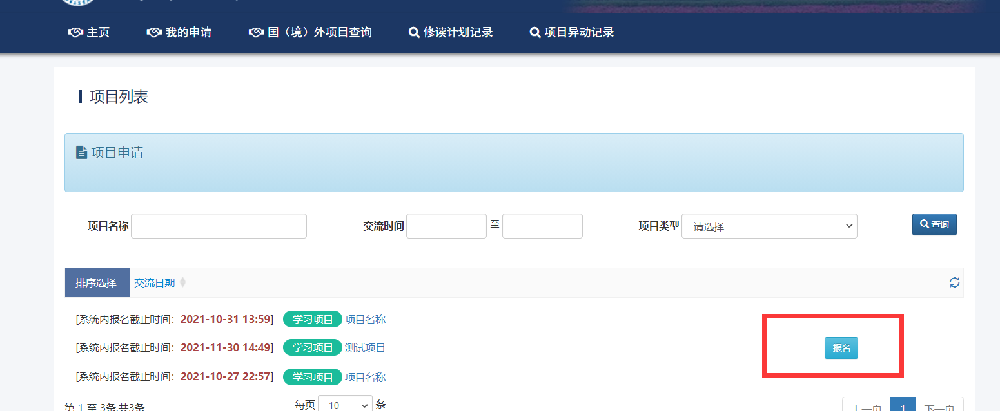 主页 我的申请 国（境）外项目查询 修读计划记录 项目异动记录
项目列表
项目申请
项目名称 交流时间 至 项目类型 请选择 查询
排序选择 交流日期
[系统内报名截止时间：2021-10-31 13:59] 学习项目 项目名称
[系统内报名截止时间：2021-11-30 14:49] 学习项目 测试项目 报名
[系统内报名截止时间：2021-10-27 22:57] 学习项目 项目名称
第 1 至 3条,共3条 每页 10 条 上一页 1 下一页